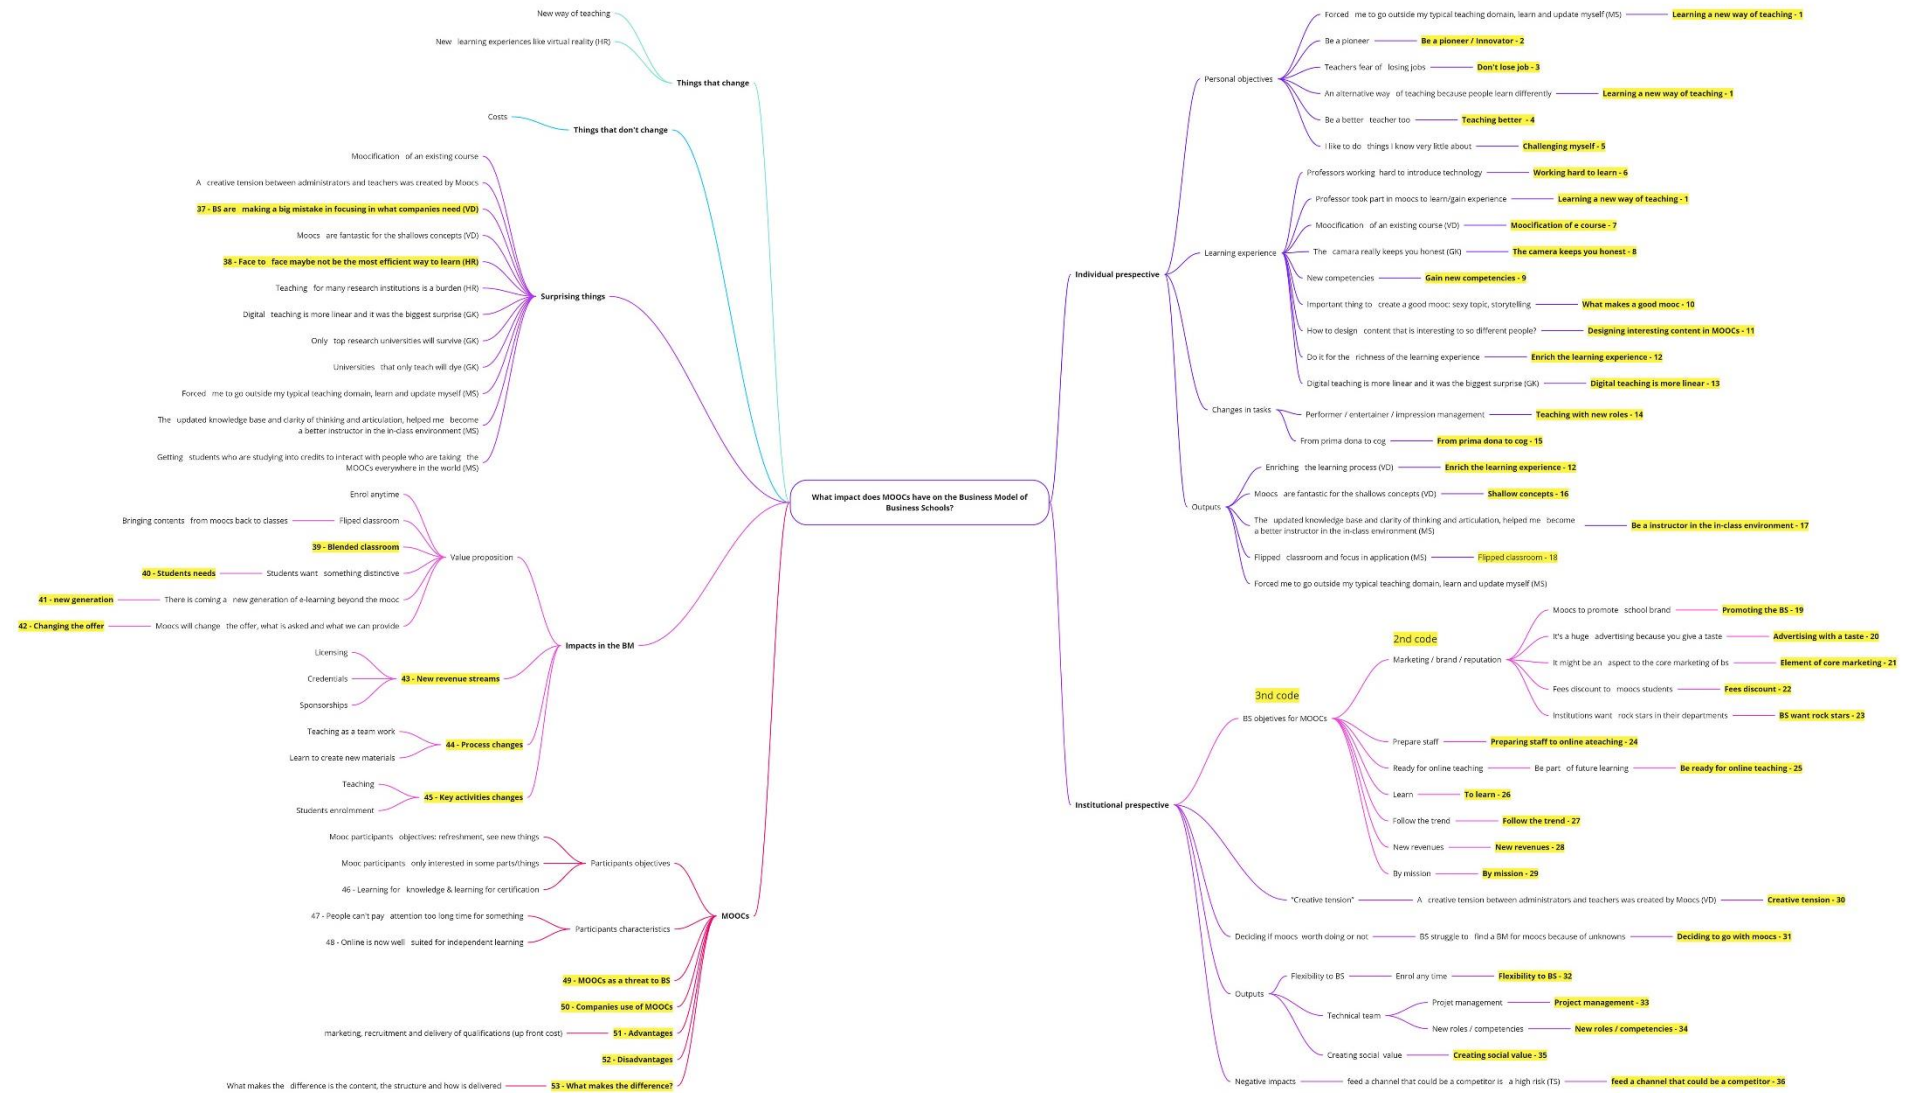 What impact does MOOCs have on the Business Model of
Business Schools?
Things that change
New way of teaching
New learning experiences like virtual reality (HR)
Things that don't change
Costs
Surprising things
Moocification of an existing course
A creative tension between administrators and teachers was created by Moocs
37 - BS are making a big mistake in focusing in what companies need (VD)
Moocs are fantastic for the shallows concepts (VD)
38 - Face to face maybe not be the most efficient way to learn (HR)
Teaching for many research institutions is a burden (HR)
Digital teaching is more linear and it was the biggest surprise (GK)
Only top research universities will survive (GK)
Universities that only teach will dye (GK)
Forced me to go outside my typical teaching domain, learn and update myself (MS)
The updated knowledge base and clarity of thinking and articulation, helped me become
a better instructor in the in-class environment (MS)
Getting students who are studying into credits to interact with people who are taking the
MOOCs everywhere in the world (MS)
Impacts in the BM
Value proposition
Enrol anytime
Fliped classroom
Bringing contents from moocs back to classes
39 - Blended classroom
Students want something distinctive
40 - Students needs
There is coming a new generation of e-learning beyond the mooc
41 - new generation
Moocs will change the offer, what is asked and what we can provide
42 - Changing the offer
43 - New revenue streams
Licensing
Credentials
Sponsorships
44 - Process changes
Teaching as a team work
Learn to create new materials
45 - Key activities changes
Teaching
Students enrolmment
MOOCs
Participants objectives
Mooc participants objectives: refreshment, see new things
Mooc participants only interested in some parts/things
46 - Learning for knowledge & learning for certification
Participants characteristics
47 - People can't pay attention too long time for something
48 - Online is now well suited for independent learning
49 - MOOCs as a threat to BS
50 - Companies use of MOOCs
51 - Advantages
marketing, recruitment and delivery of qualifications (up front cost)
52 - Disadvantages
53 - What makes the difference?
What makes the difference is the content, the structure and how is delivered
Individual prespective
Personal objectives
Forced me to go outside my typical teaching domain, learn and update myself (MS)
Learning a new way of teaching - 1
Be a pioneer
Be a pioneer / Innovator - 2
Teachers fear of losing jobs
Don't lose job - 3
An alternative way of teaching because people learn differently
Learning a new way of teaching - 1
Be a better teacher too
Teaching better - 4
I like to do things I know very little about
Challenging myself - 5
Learning experience
Professors working hard to introduce technology
Working hard to learn - 6
Professor took part in moocs to learn/gain experience
Learning a new way of teaching - 1
Moocification of an existing course (VD)
Moocification of e course - 7
The camara really keeps you honest (GK)
The camera keeps you honest - 8
New competencies
Gain new competencies - 9
Important thing to create a good mooc: sexy topic, storytelling
What makes a good mooc - 10
How to design content that is interesting to so different people?
Designing interesting content in MOOCs - 11
Do it for the richness of the learning experience
Enrich the learning experience - 12
Digital teaching is more linear and it was the biggest surprise (GK)
Digital teaching is more linear - 13
Changes in tasks
Performer / entertainer / impression management
Teaching with new roles - 14
From prima dona to cog
From prima dona to cog - 15
Outputs
Enriching the learning process (VD)
Enrich the learning experience - 12
Moocs are fantastic for the shallows concepts (VD)
Shallow concepts - 16
The updated knowledge base and clarity of thinking and articulation, helped me become
a better instructor in the in-class environment (MS)
Be a instructor in the in-class environment - 17
Flipped classroom and focus in application (MS)
Flipped classroom - 18
Forced me to go outside my typical teaching domain, learn and update myself (MS)
Institutional prespective
3nd code
BS objetives for MOOCs
2nd code
Marketing / brand / reputation
Moocs to promote school brand
Promoting the BS - 19
It's a huge advertising because you give a taste
Advertising with a taste - 20
It might be an aspect to the core marketing of bs
Element of core marketing - 21
Fees discount to moocs students
Fees discount - 22
Institutions want rock stars in their departments
BS want rock stars - 23
Prepare staff
Preparing staff to online ateaching - 24
Ready for online teaching
Be part of future learning
Be ready for online teaching - 25
Learn
To learn - 26
Follow the trend
Follow the trend - 27
New revenues
New revenues - 28
By mission
By mission - 29
"Creative tension"
A creative tension between administrators and teachers was created by Moocs (VD)
Creative tension - 30
Deciding if moocs worth doing or not
BS struggle to find a BM for moocs because of unknowns
Deciding to go with moocs - 31
Outputs
Flexibility to BS
Enrol any time
Flexibility to BS - 32
Technical team
Projet management
Project management - 33
New roles / competencies
New roles / competencies - 34
Creating social value
Creating social value - 35
Negative impacts
feed a channel that could be a competitor is a high risk (TS)
feed a channel that could be a competitor - 36